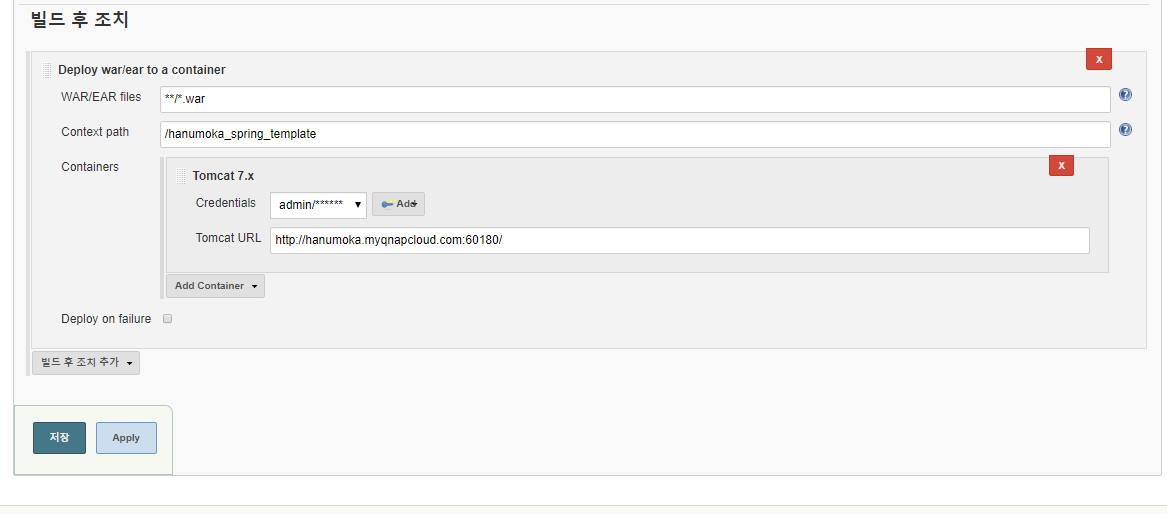 빌드 후 조치
x
Deploy war/ear to a container
WAR/EAR files
**/*.war
?
Context path
/hanumoka_spring_template
?
Containers
x
Tomcat 7.x
Credentials
admin/******
Add
Tomcat URL
http://hanumoka.myqnapcloud.com:60180/
Add Container
Deploy on failure
빌드 후 조치 추가
저장
Apply